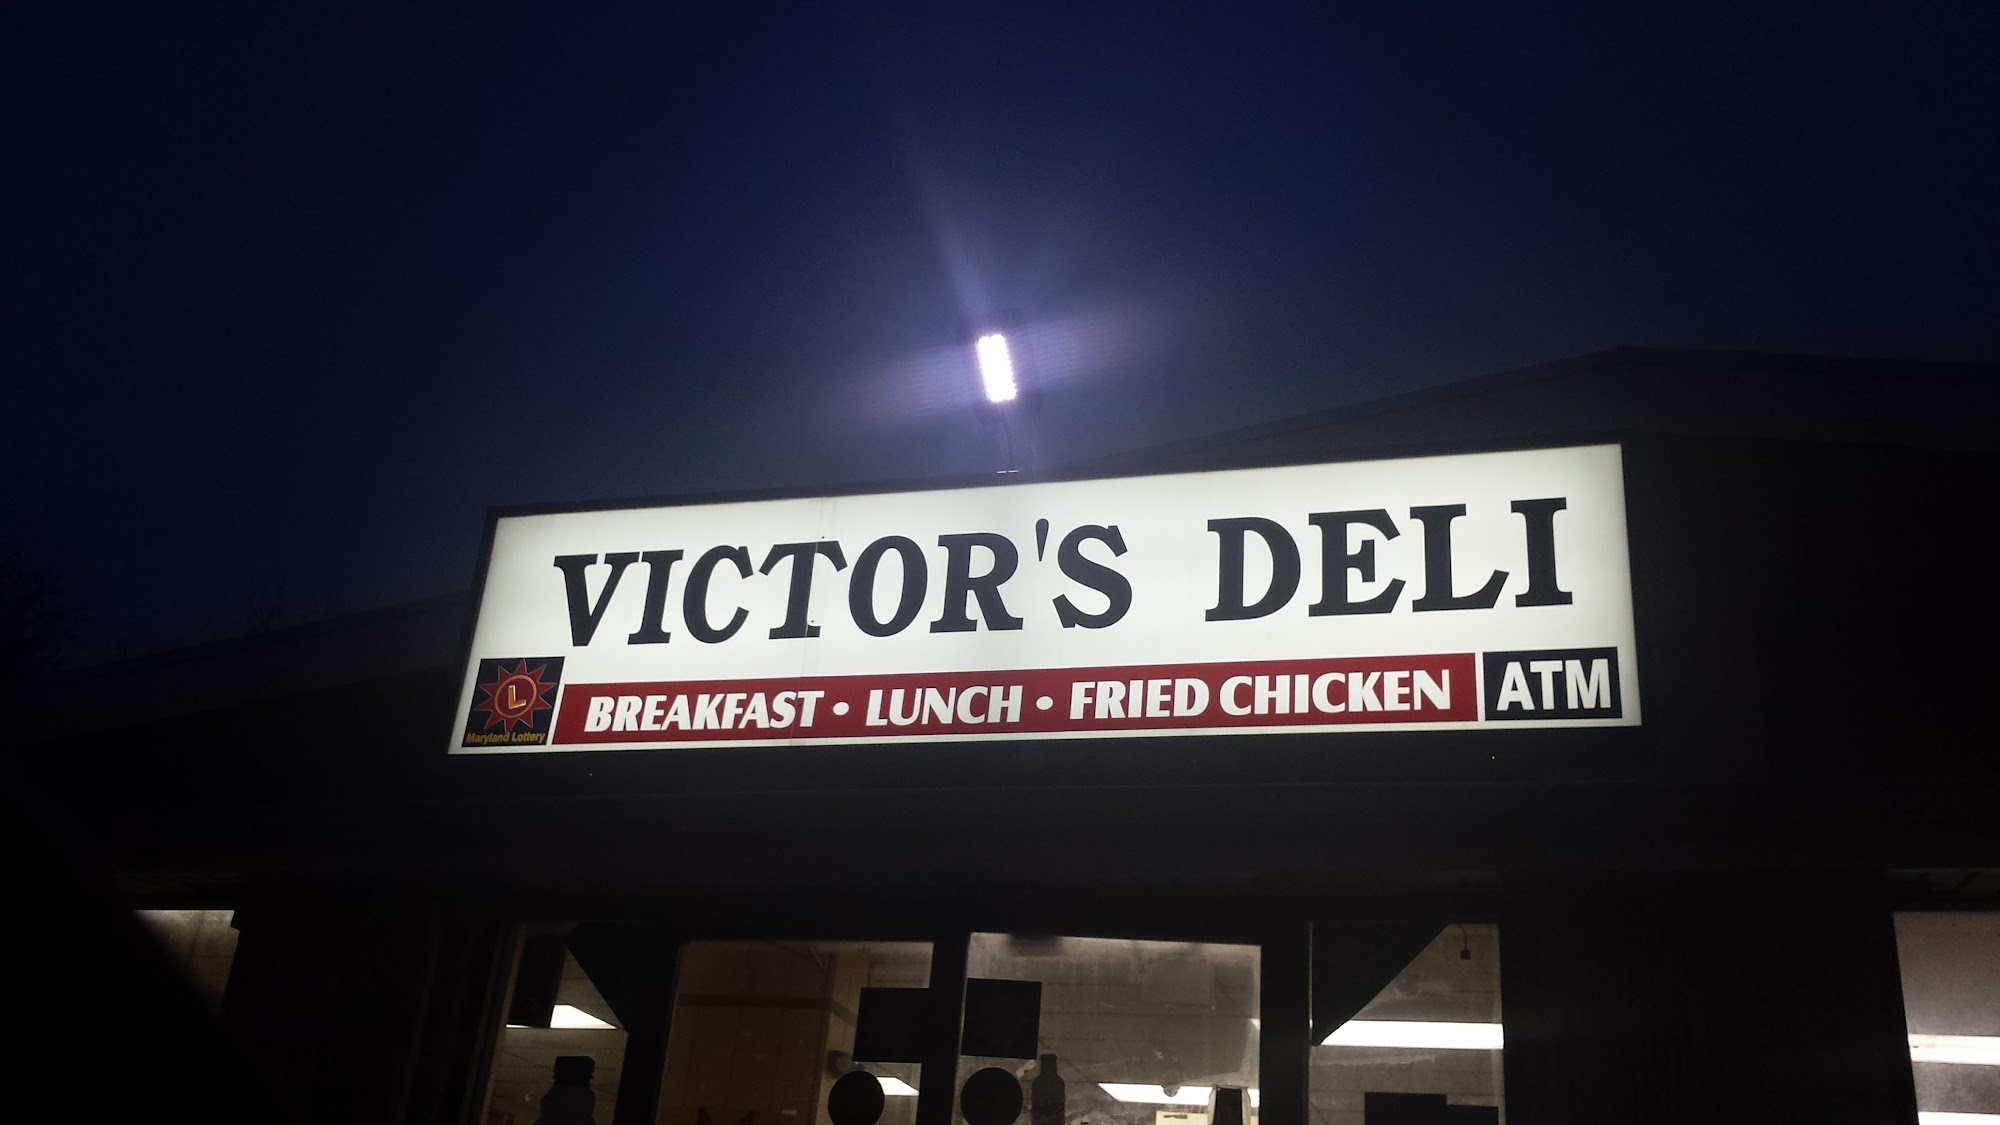 VICTOR'S DELI
L
Maryland Lottery
BREAKFAST • LUNCH • FRIED CHICKEN
ATM